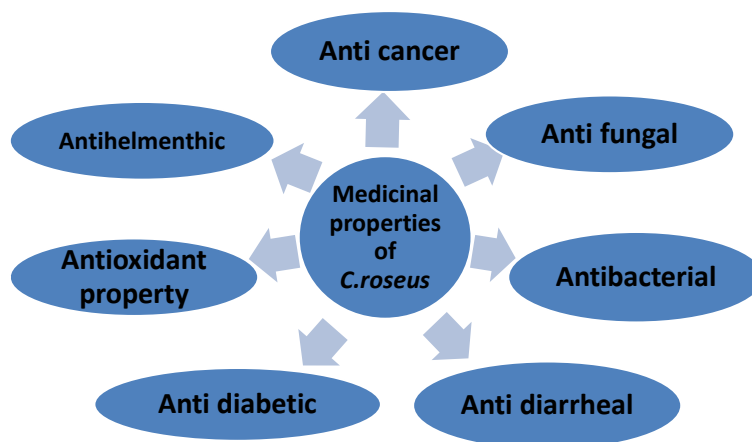 Anti cancer
Antihelmenthic
Anti fungal
Medicinal
properties
of
C.roseus
Antioxidant
property
Antibacterial
Anti diabetic
Anti diarrheal